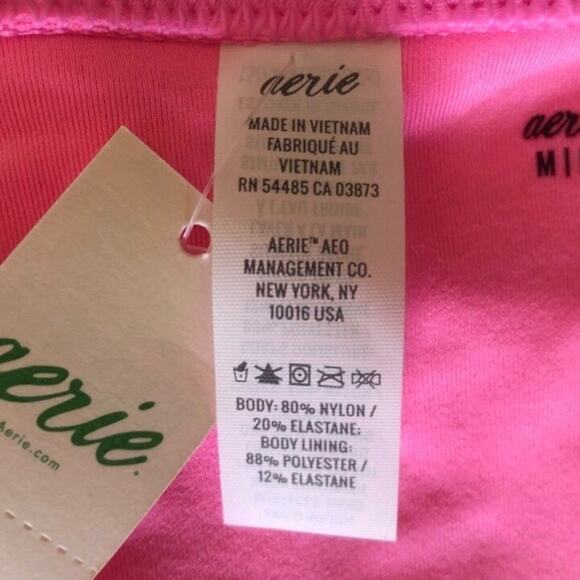 aerie
MADE IN VIETNAM
FABRIQUÉ AU
VIETNAM
RN 54485 CA 03873
AERIE™ AEO
MANAGEMENT CO.
NEW YORK, NY
10016 USA
BODY: 80% NYLON /
20% ELASTANE;
BODY LINING:
88% POLYESTER /
12% ELASTANE
aerie.
Aerie.com